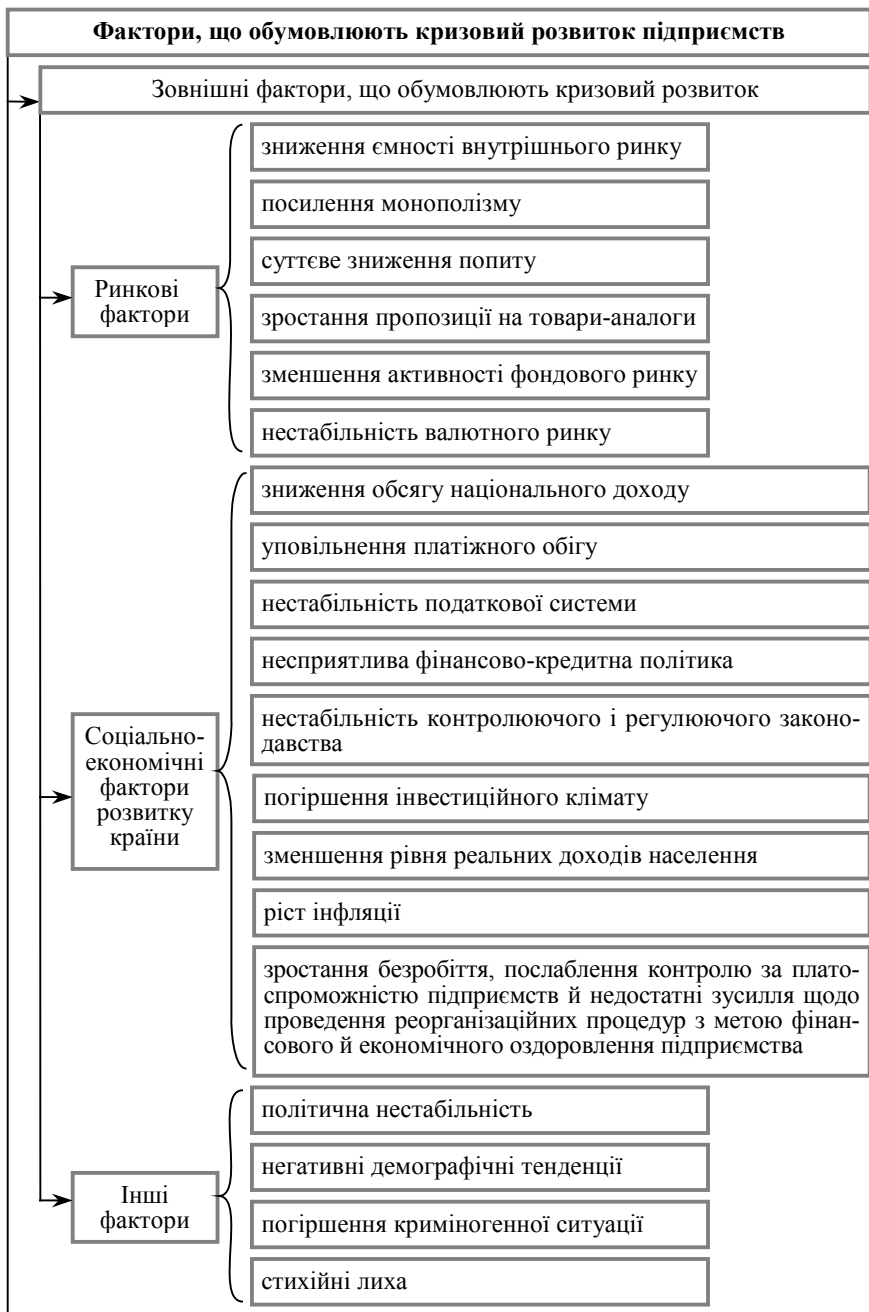 Фактори, що обумовлюють кризовий розвиток підприємств
Зовнішні фактори, що обумовлюють кризовий розвиток
Ринкові
фактори
зниження ємності внутрішнього ринку
посилення монополізму
суттєве зниження попиту
зростання пропозиції на товари-аналоги
зменшення активності фондового ринку
нестабільність валютного ринку
Соціально-
економічні
фактори
розвитку
країни
зниження обсягу національного доходу
уповільнення платіжного обігу
нестабільність податкової системи
несприятлива фінансово-кредитна політика
нестабільність контролюючого і регулюючого законо-
давства
погіршення інвестиційного клімату
зменшення рівня реальних доходів населення
ріст інфляції
зростання безробіття, послаблення контролю за плато-
спроможністю підприємств й недостатні зусилля щодо
проведення реорганізаційних процедур з метою фінан-
сового й економічного оздоровлення підприємства
Інші
фактори
політична нестабільність
негативні демографічні тенденції
погіршення криміногенної ситуації
стихійні лиха